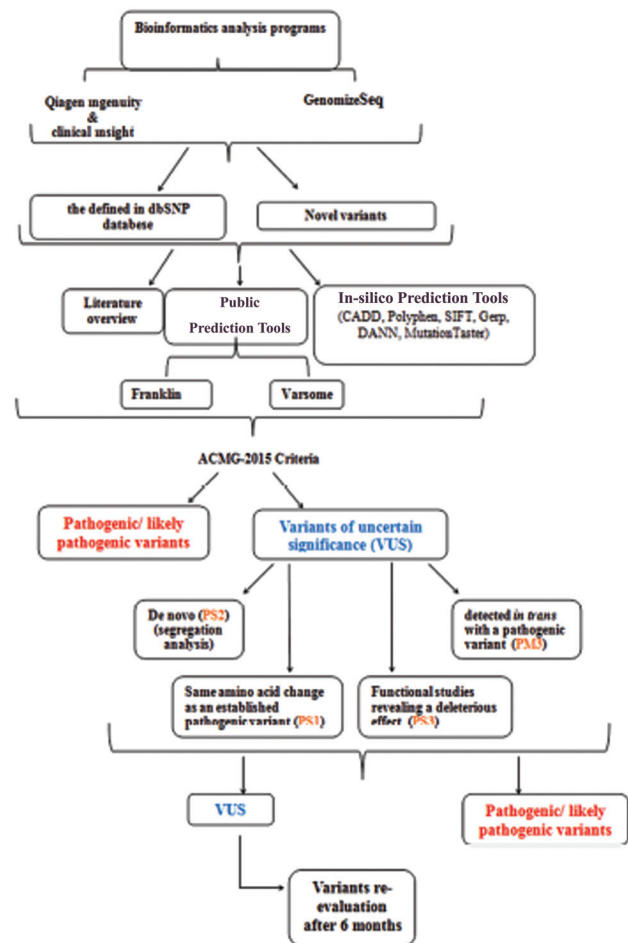 Bioinformatics analysis programs
Qiagen ingenuity
&
clinical insight
GenomizeSeq
the defined in dbSNP
databese
Novel variants
Literature
overview
Public
Prediction Tools
In-silico Prediction Tools
(CADD, Polyphen, SIFT, Gerp,
DANN, MutationTaster)
Franklin
Varsome
ACMG-2015 Criteria
Pathogenic/ likely
pathogenic variants
Variants of uncertain
significance (VUS)
De novo (PS2)
(segregation
analysis)
detected in trans
with a pathogenic
variant (PM3)
Same amino acid change
as an established
pathogenic variant (PS1)
Functional studies
revealing a deleterious
effect (PS3)
VUS
Pathogenic/ likely
pathogenic variants
Variants re-
evaluation
after 6 months